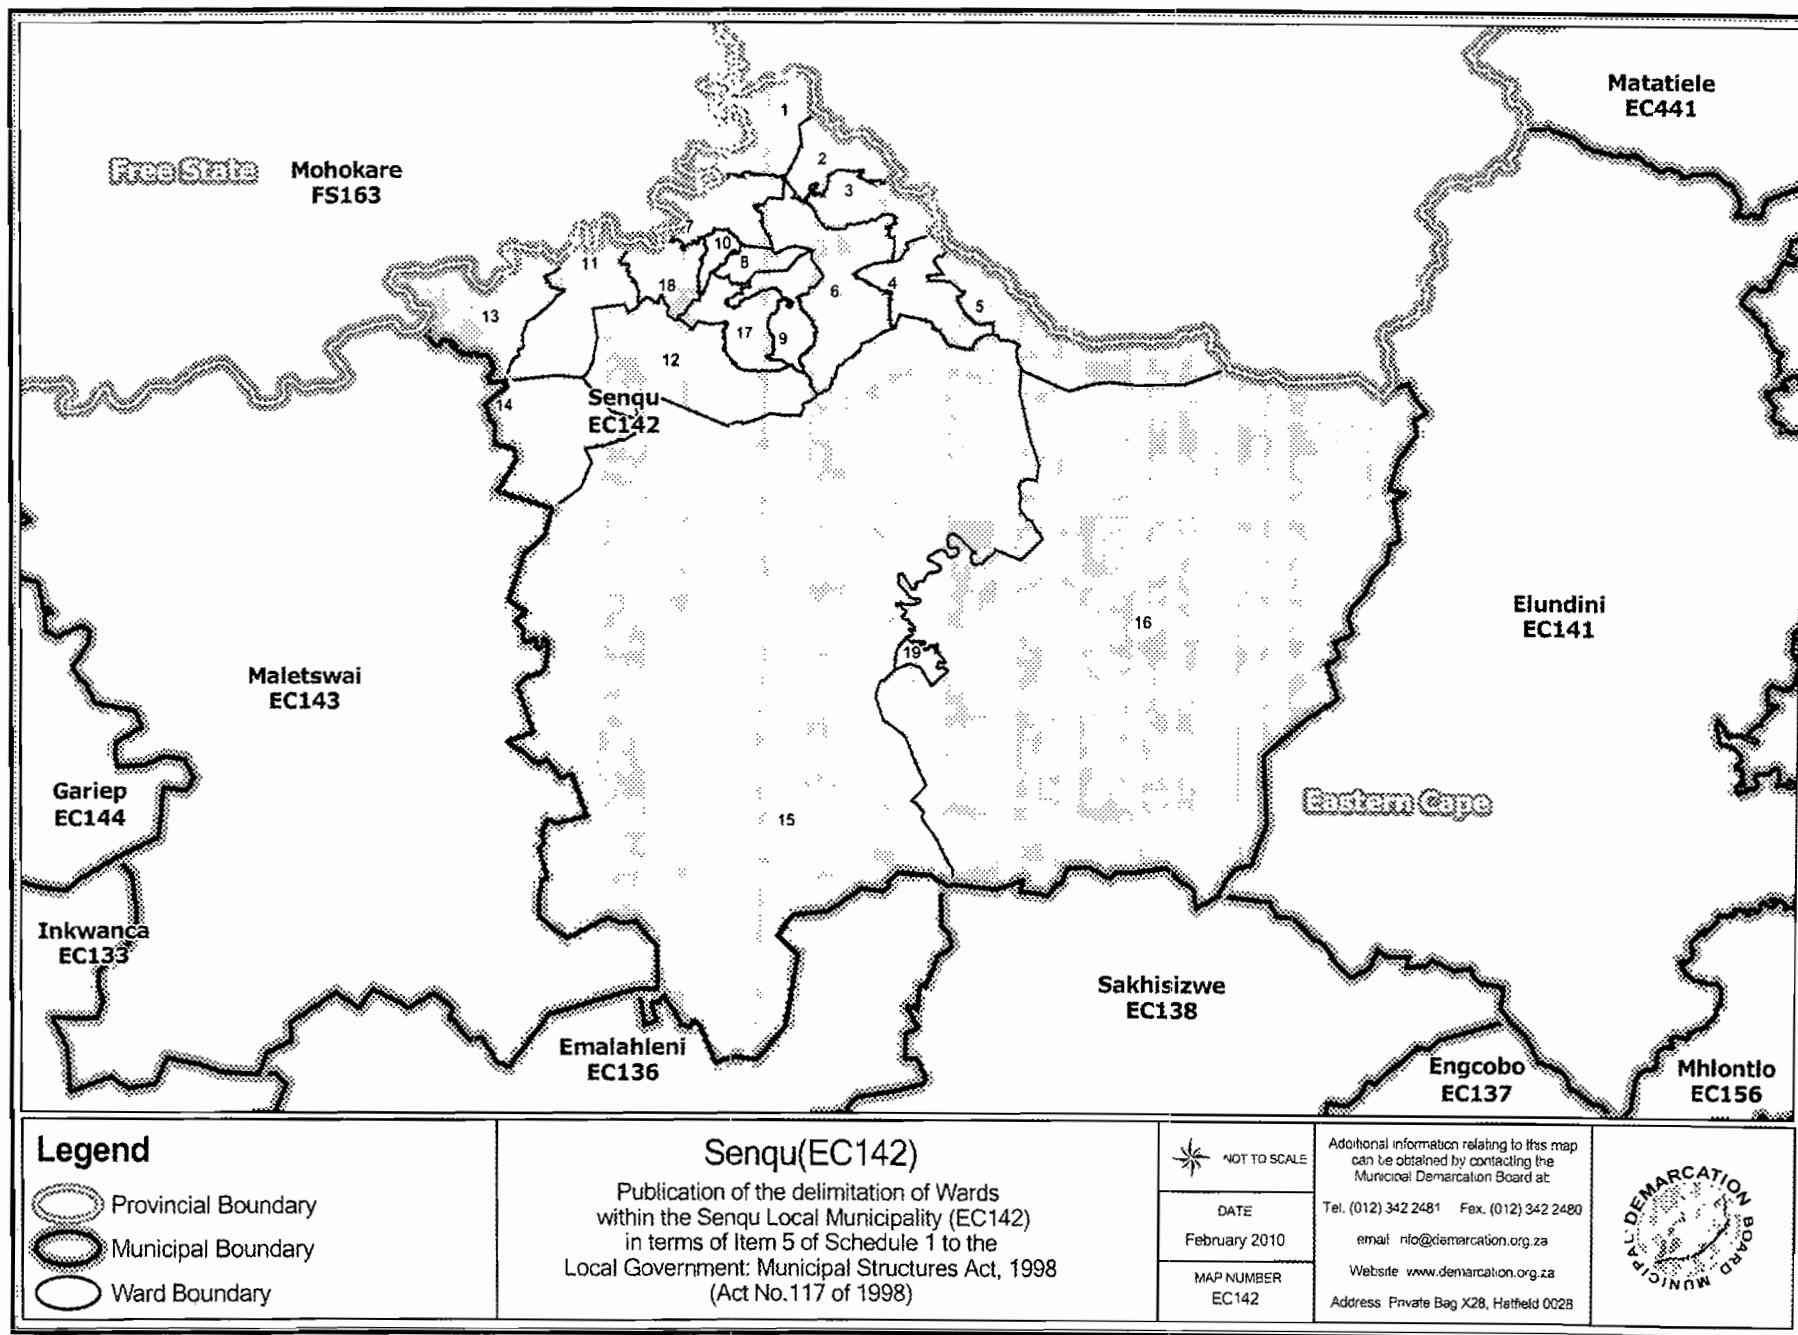 Matatiele
EC441
Free State
Mohokare
FS163
1
2
3
7
10
11
8
18
6
4
5
13
17
9
12
14
Senqu
EC142
16
Elundini
EC141
19
Maletswai
EC143
Gariep
EC144
Eastern Cape
15
Inkwanca
EC133
Sakhisizwe
EC138
Emalahleni
EC136
Engcobo
EC137
Mhlontlo
EC156
Legend
Provincial Boundary
Municipal Boundary
Ward Boundary
Senqu(EC142)
Publication of the delimitation of Wards
within the Senqu Local Municipality (EC142)
in terms of Item 5 of Schedule 1 to the
Local Government: Municipal Structures Act, 1998
(Act No.117 of 1998)
NOT TO SCALE
DATE
February 2010
MAP NUMBER
EC142
Additional information relating to this map
can be obtained by contacting the
Municipal Demarcation Board at:
Tel. (012) 342 2481 Fax. (012) 342 2480
email info@demarcation.org.za
Website www.demarcation.org.za
Address Private Bag X28, Hatfield 0028
MUNICIPAL DEMARCATION BOARD